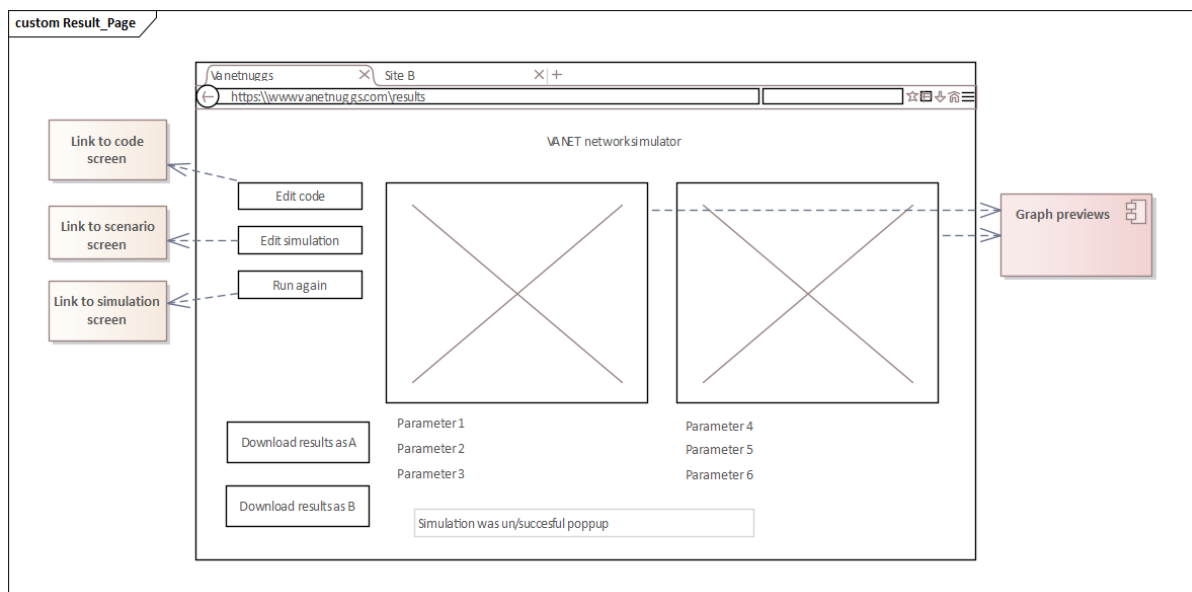 custom Result_Page
Vanetnuggs
Site B
https:\\www.vanetnuggs.com\results
VANET networksimulator
Link to code
screen
Edit code
Link to scenario
screen
Edit simulation
Link to simulation
screen
Run again
Graph previews
Download results as A
Download results as B
Parameter 1
Parameter 2
Parameter 3
Parameter 4
Parameter 5
Parameter 6
Simulation was un/succesful poppup